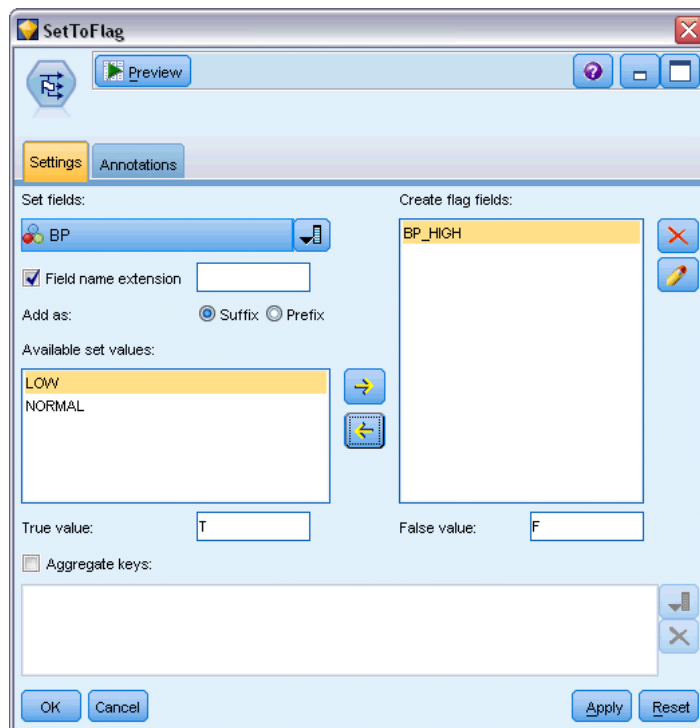 SetToFlag
Preview
Settings
Annotations
Set fields:
Create flag fields:
BP
BP_HIGH
Field name extension
Add as:
Suffix
Prefix
Available set values:
LOW
NORMAL
True value:
T
False value:
F
Aggregate keys:
OK
Cancel
Apply
Reset